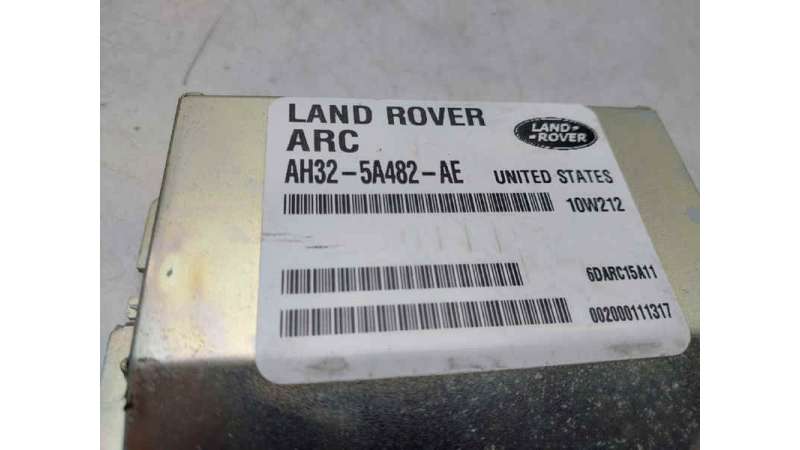 LAND ROVER
ARC
LAND-
-ROVER
AH32-5A482-AE UNITED STATES
10W212
6DARC15A11
002000111317